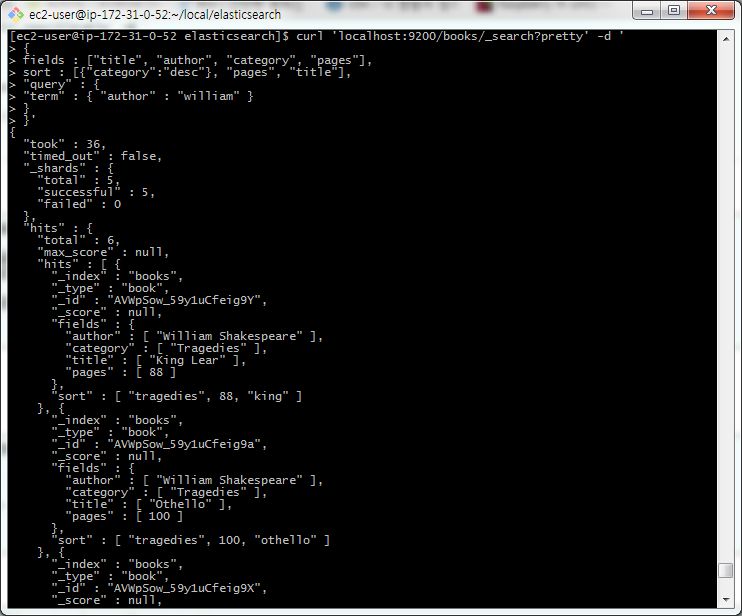 ec2-user@ip-172-31-0-52:~/local/elasticsearch
[ec2-user@ip-172-31-0-52 elasticsearch]$ curl 'localhost:9200/books/_search?pretty' -d '
> {
> fields : ["title", "author", "category", "pages"],
> sort : [{"category":"desc"}, "pages", "title"],
> "query" : {
> "term" : { "author" : "william" }
> }
> }'
{
  "took" : 36,
  "timed_out" : false,
  "_shards" : {
    "total" : 5,
    "successful" : 5,
    "failed" : 0
  },
  "hits" : {
    "total" : 6,
    "max_score" : null,
    "hits" : [ {
      "_index" : "books",
      "_type" : "book",
      "_id" : "AVWpSow_59y1uCfeig9Y",
      "_score" : null,
      "fields" : {
        "author" : [ "William Shakespeare" ],
        "category" : [ "Tragedies" ],
        "title" : [ "King Lear" ],
        "pages" : [ 88 ]
      },
      "sort" : [ "tragedies", 88, "king" ]
    }, {
      "_index" : "books",
      "_type" : "book",
      "_id" : "AVWpSow_59y1uCfeig9a",
      "_score" : null,
      "fields" : {
        "author" : [ "William Shakespeare" ],
        "category" : [ "Tragedies" ],
        "title" : [ "Othello" ],
        "pages" : [ 100 ]
      },
      "sort" : [ "tragedies", 100, "othello" ]
    }, {
      "_index" : "books",
      "_type" : "book",
      "_id" : "AVWpSow_59y1uCfeig9X",
      "_score" : null,